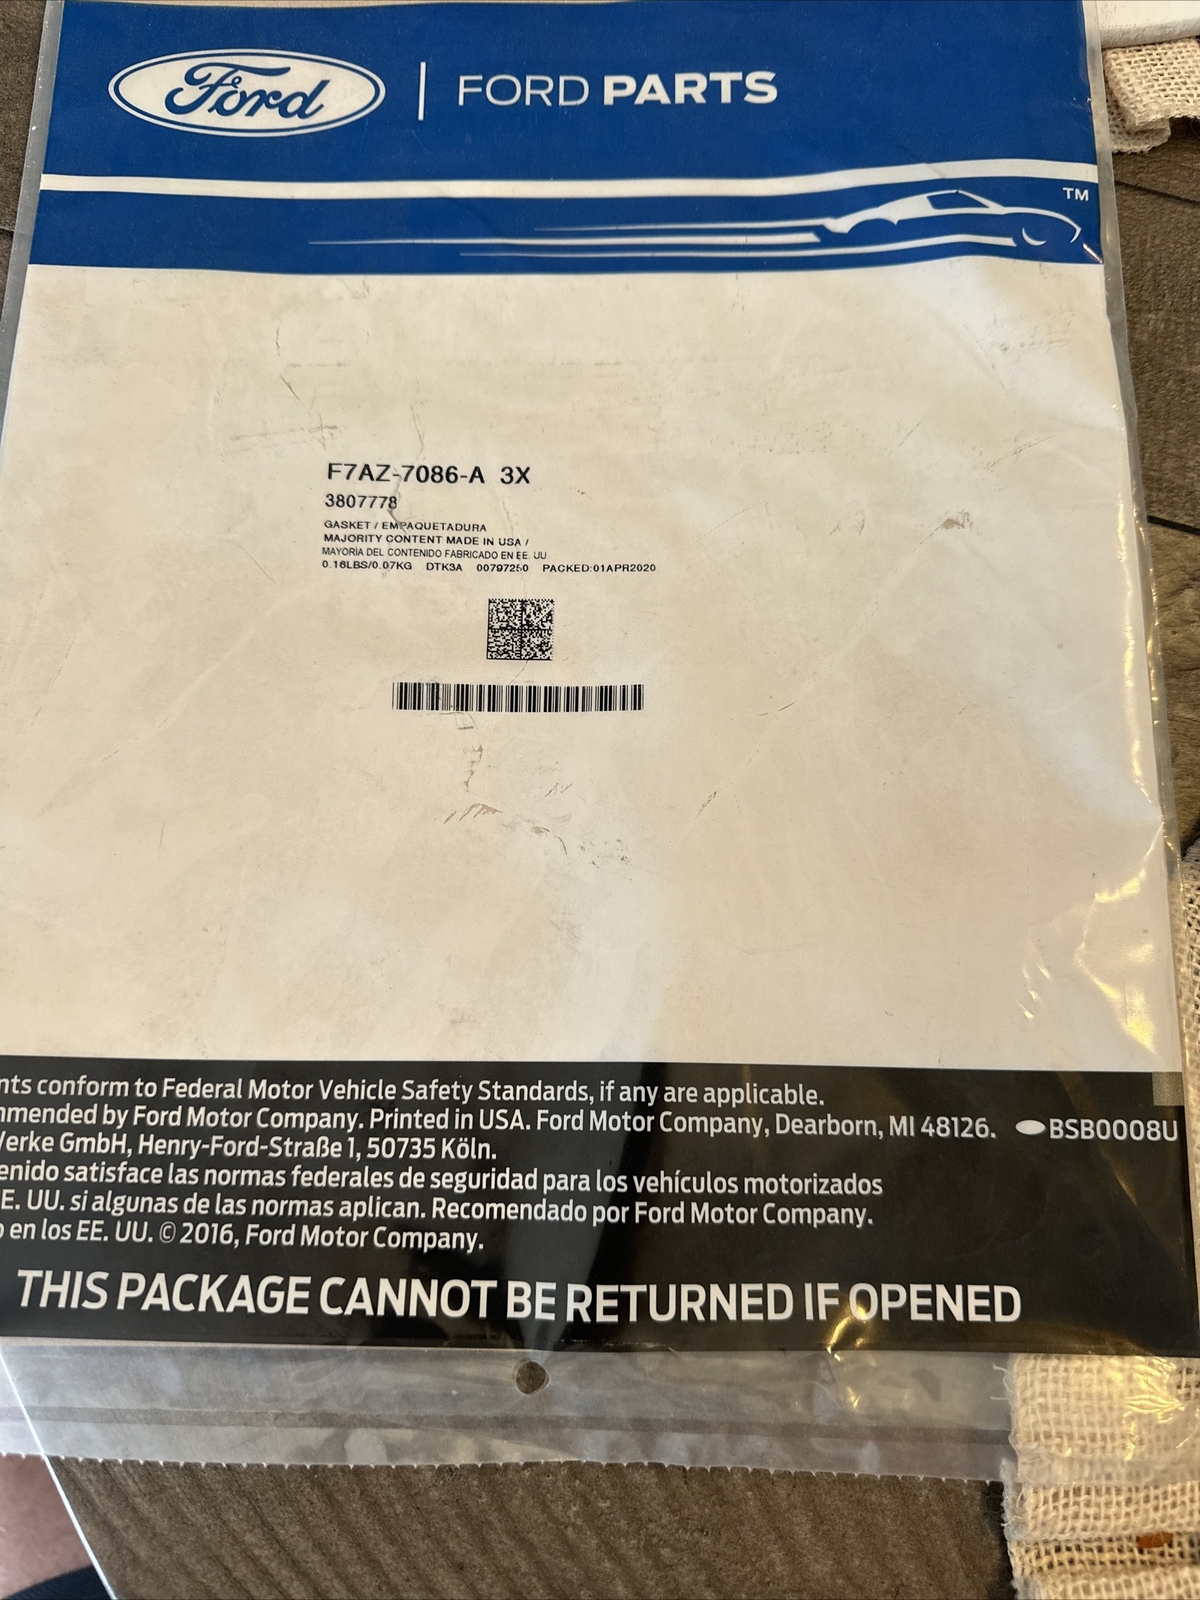 Ford FORD PARTS
TM
F7AZ-7086-A 3X
3807778
GASKET / EMPAQUETADURA
MAJORITY CONTENT MADE IN USA /
MAYORÍA DEL CONTENIDO FABRICADO EN EE. UU
0.16LBS/0.07KG DTK3A 00797250 PACKED:01APR2020
nts conform to Federal Motor Vehicle Safety Standards, if any are applicable.
mmended by Ford Motor Company. Printed in USA. Ford Motor Company, Dearborn, MI 48126. BSB0008U
Werke GmbH, Henry-Ford-Straße 1, 50735 Köln.
enido satisface las normas federales de seguridad para los vehículos motorizados
EE. UU. si algunas de las normas aplican. Recomendado por Ford Motor Company.
o en los EE. UU. © 2016, Ford Motor Company.
THIS PACKAGE CANNOT BE RETURNED IF OPENED